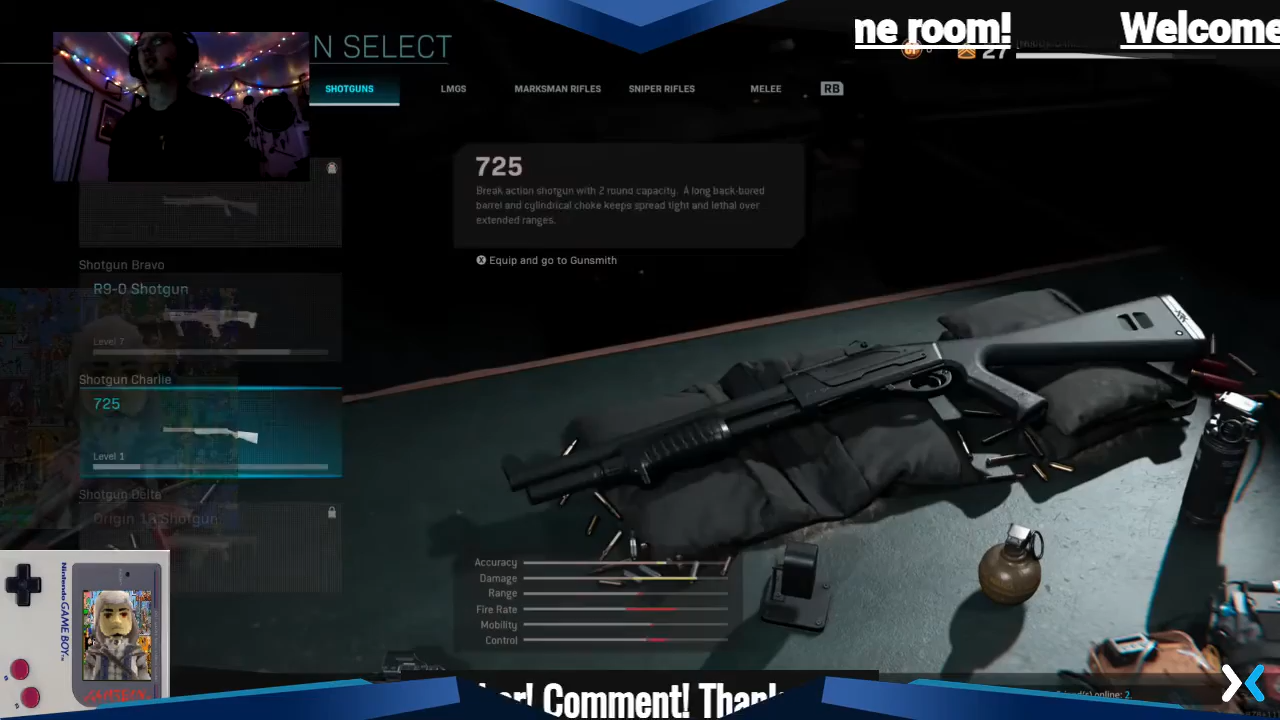 ne room! Welcome
N SELECT
27
SHOTGUNS LMGS MARKSMAN RIFLES SNIPER RIFLES MELEE RB
725
Break action shotgun with 2 round capacity. A long back-bored
barrel and cylindrical choke keeps spread tight and lethal over
extended ranges.
X Equip and go to Gunsmith
Shotgun Bravo
R9-0 Shotgun
Level 7
Shotgun Charlie
725
Level 1
Shotgun Delta
Origin 12 Shotgun
Accuracy
Damage
Range
Fire Rate
Mobility
Control
Nintendo GAME BOY
online: 2
! Comment! Thank